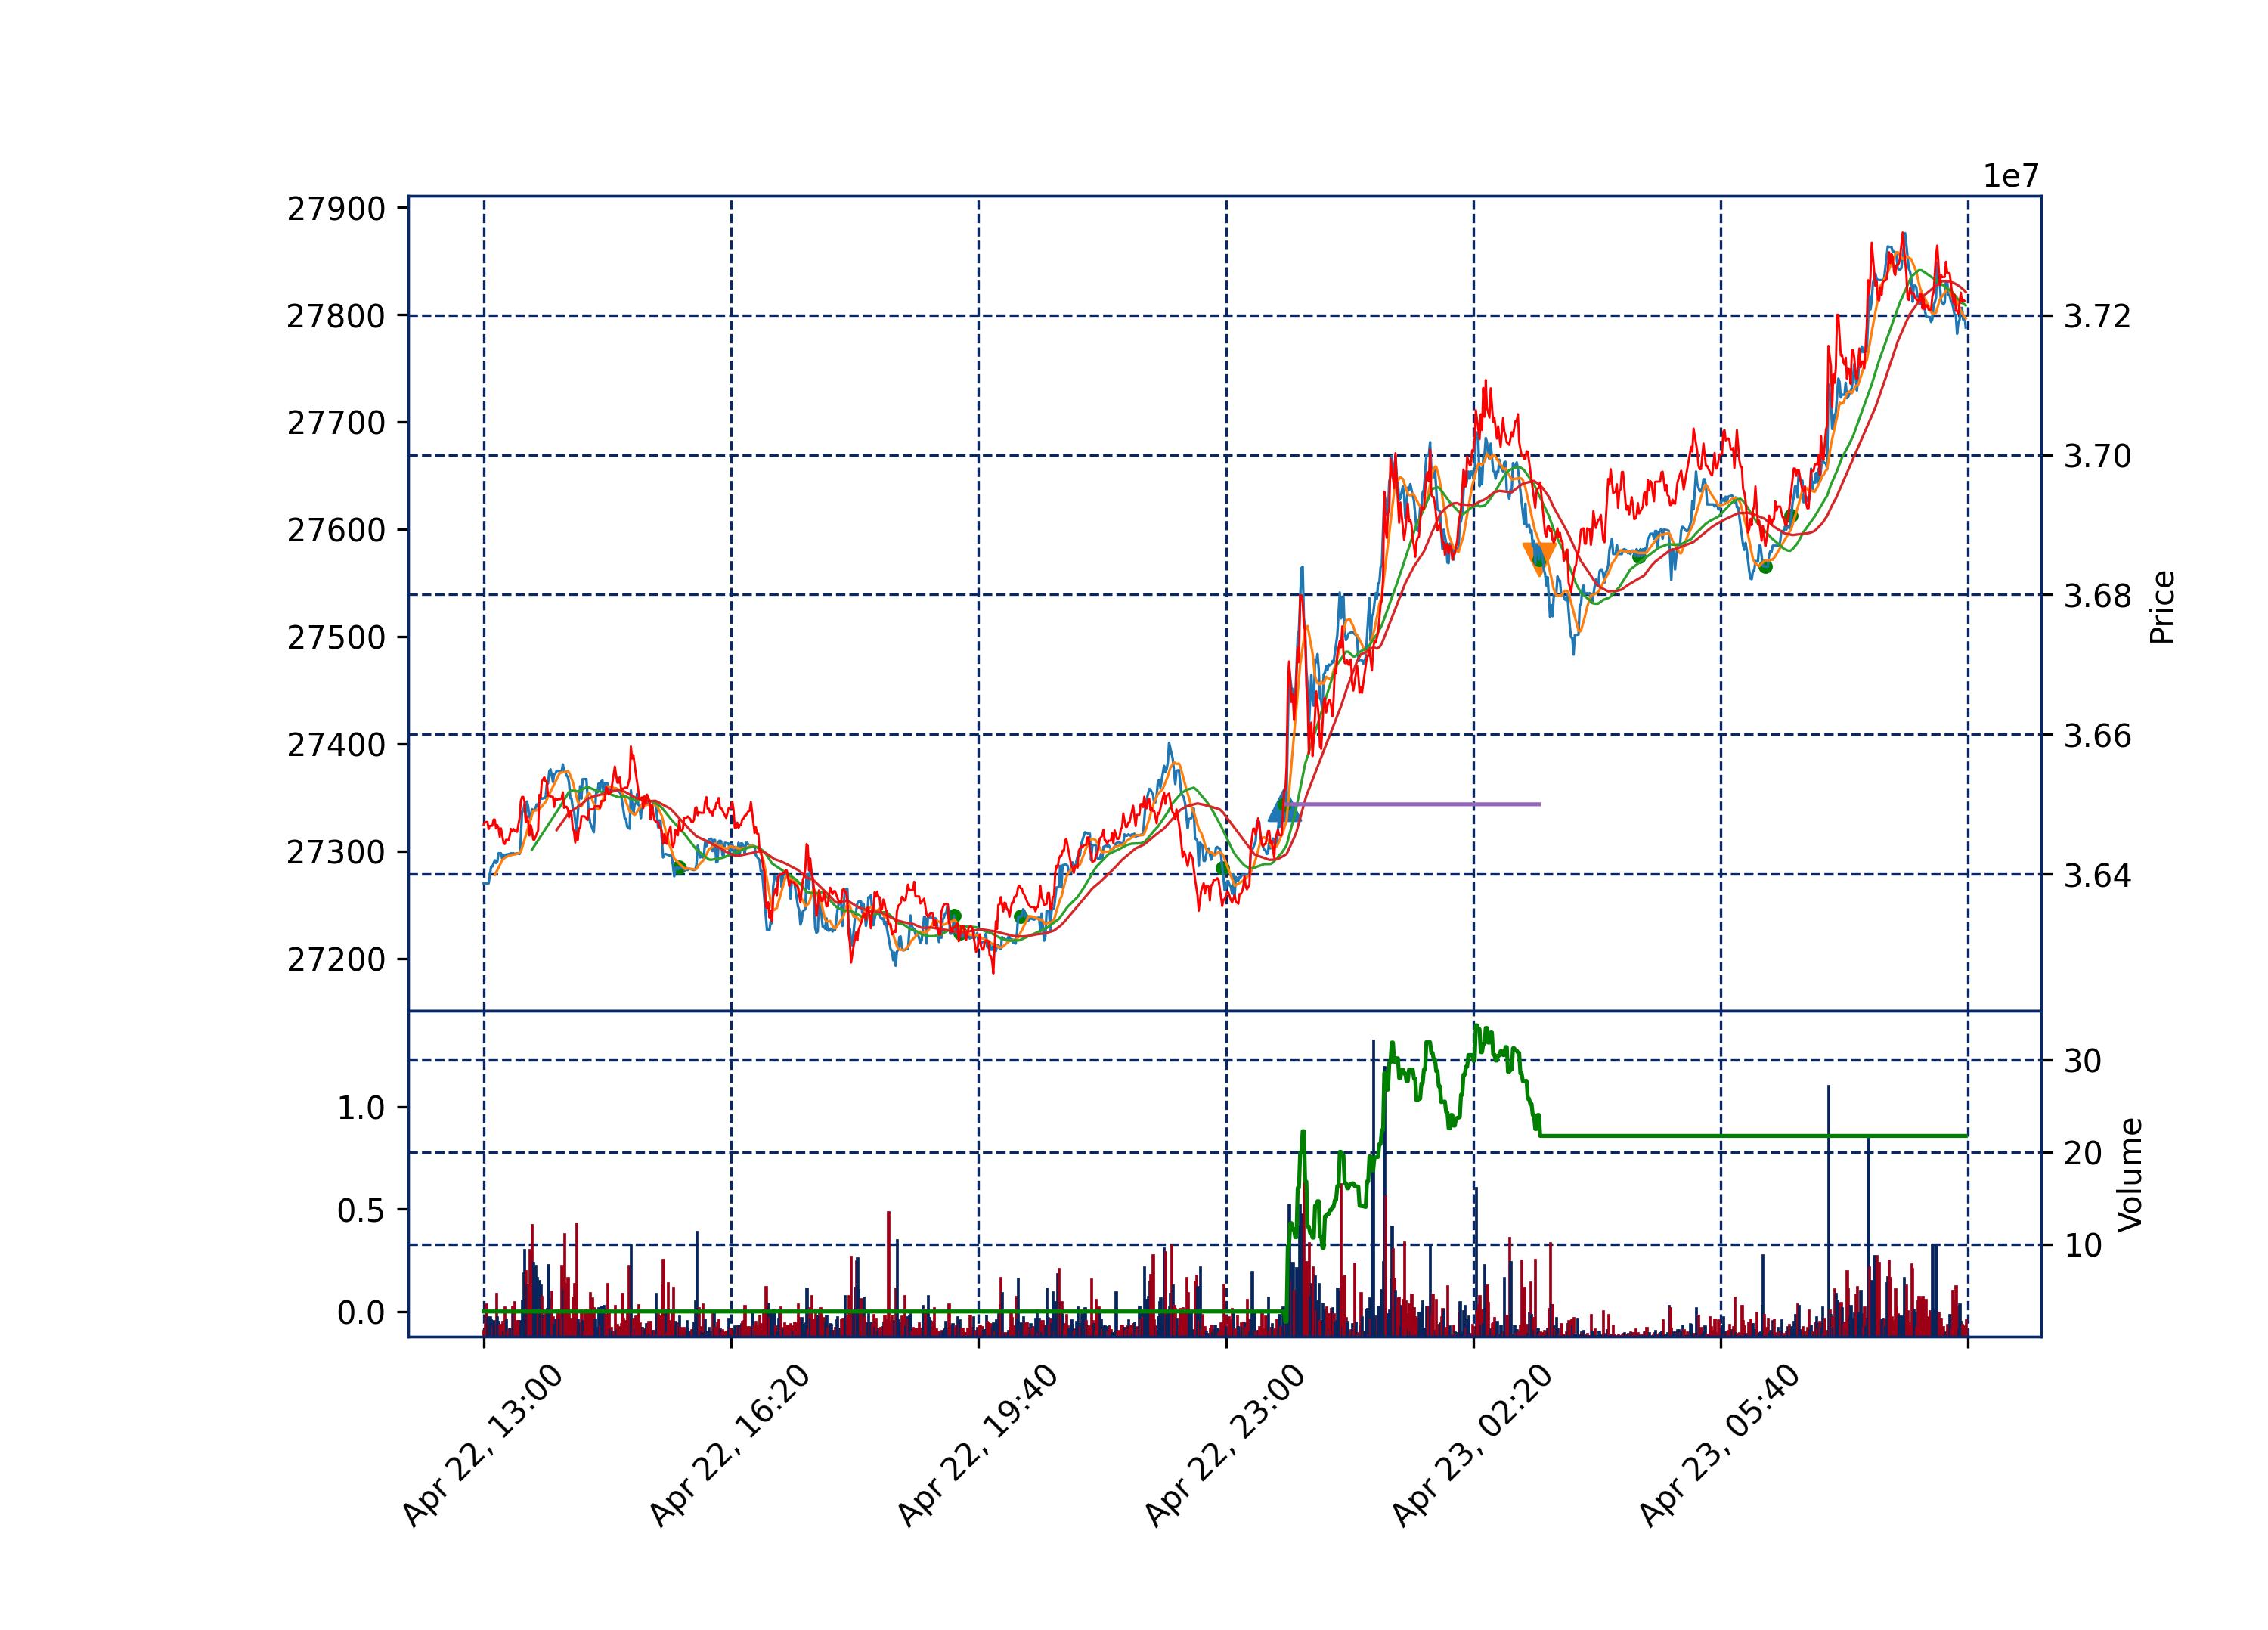 1e7
27900
27800
27700
27600
27500
27400
27300
27200
3.72
3.70
3.68
3.66
3.64
Price
1.0
0.5
0.0
30
20
10
Volume
Apr 22, 13:00
Apr 22, 16:20
Apr 22, 19:40
Apr 22, 23:00
Apr 23, 02:20
Apr 23, 05:40